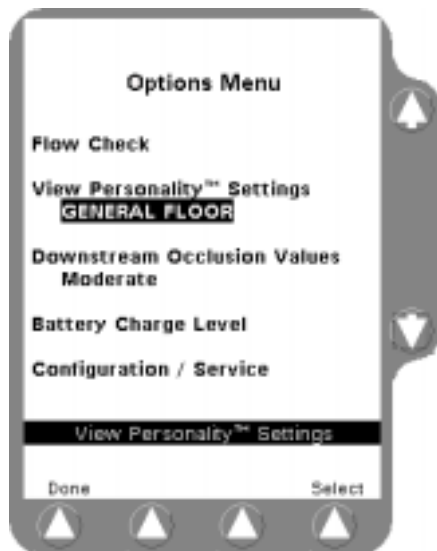 Options Menu
Flow Check
View Personality™ Settings
GENERAL FLOOR
Downstream Occlusion Values
Moderate
Battery Charge Level
Configuration / Service
View Personality™ Settings
Done Select